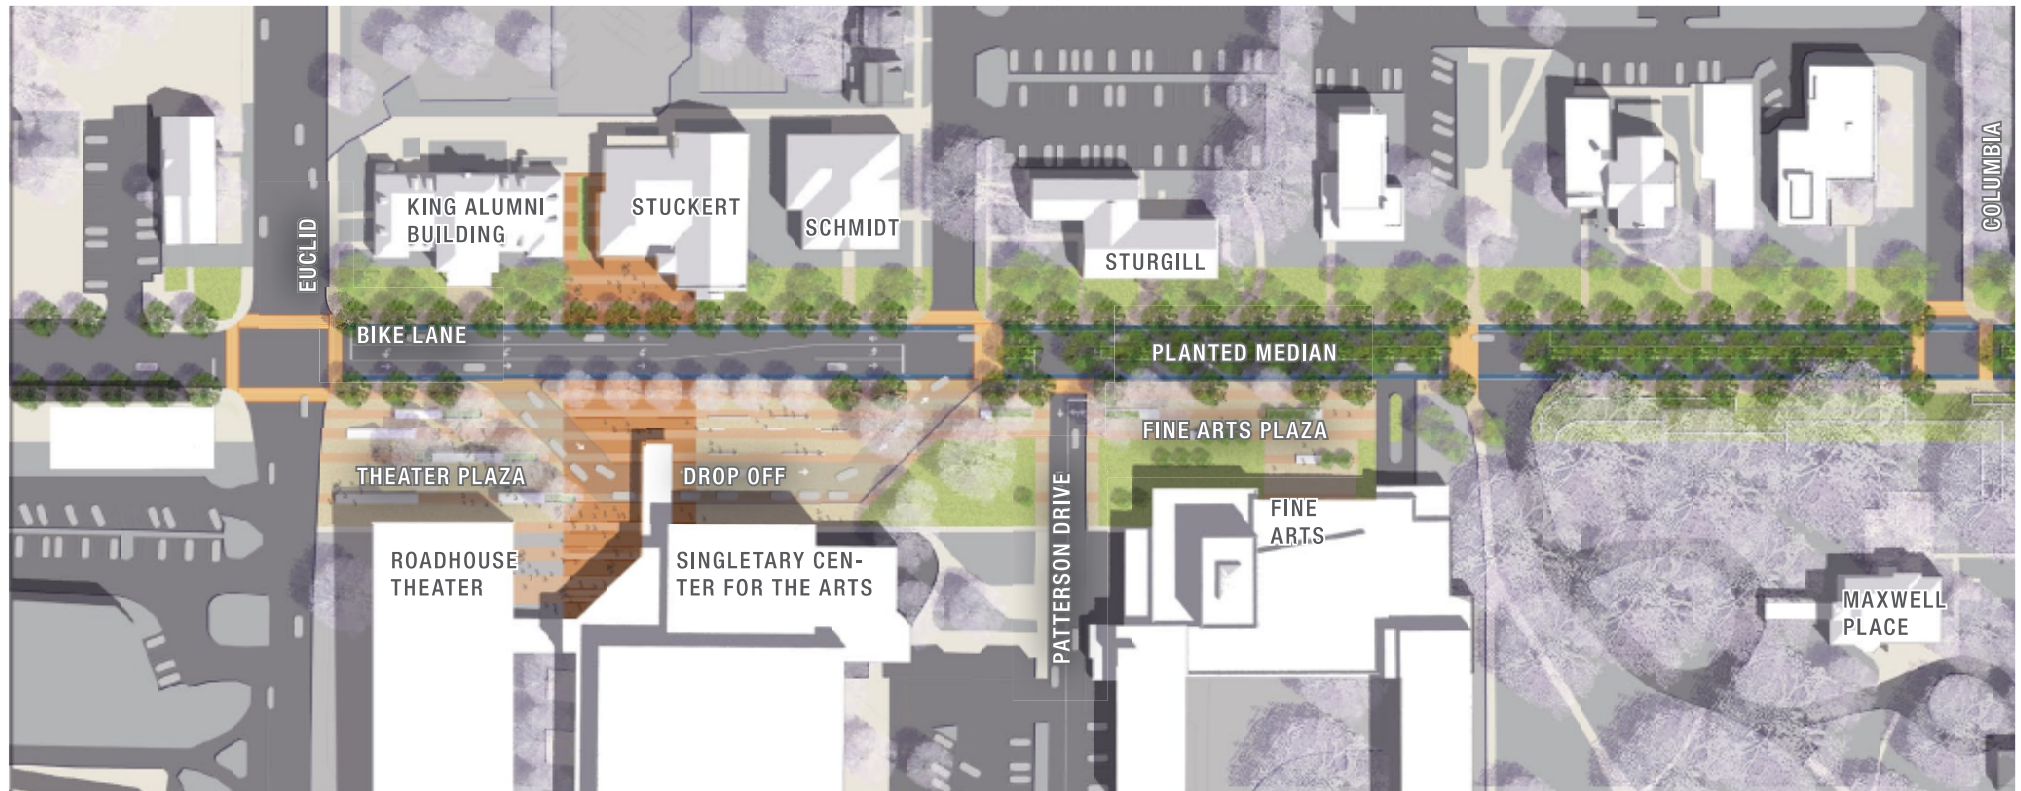 COLUMBIA
KING ALUMNI
BUILDING
STUCKERT
SCHMIDT
EUCLID
STURGILL
BIKE LANE
PLANTED MEDIAN
FINE ARTS PLAZA
THEATER PLAZA
DROP OFF
PATTERSON DRIVE
FINE
ARTS
ROADHOUSE
THEATER
SINGLETARY CEN-
TER FOR THE ARTS
MAXWELL
PLACE